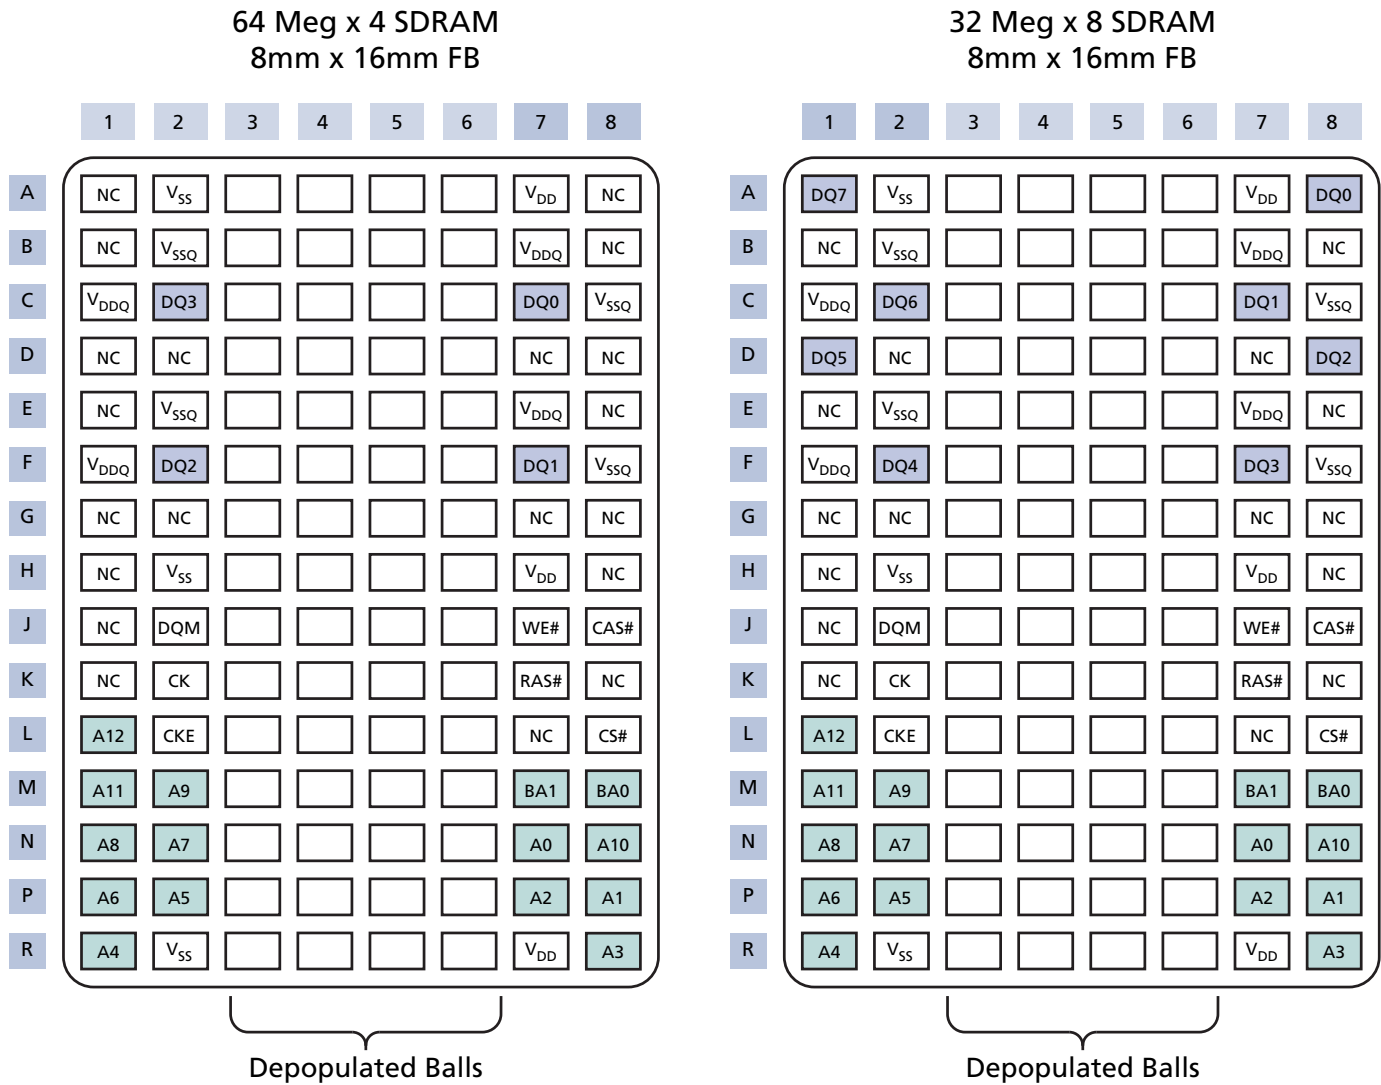 64 Meg x 4 SDRAM
8mm x 16mm FB
1 2 3 4 5 6 7 8
A NC VSS VDD NC
B NC VSSQ VDDQ NC
C VDDQ DQ3 DQ0 VSSQ
D NC NC NC NC
E NC VSSQ VDDQ NC
F VDDQ DQ2 DQ1 VSSQ
G NC NC NC NC
H NC VSS VDD NC
J NC DQM WE# CAS#
K NC CK RAS# NC
L A12 CKE NC CS#
M A11 A9 BA1 BA0
N A8 A7 A0 A10
P A6 A5 A2 A1
R A4 VSS VDD A3
Depopulated Balls
32 Meg x 8 SDRAM
8mm x 16mm FB
1 2 3 4 5 6 7 8
A DQ7 VSS VDD DQ0
B NC VSSQ VDDQ NC
C VDDQ DQ6 DQ1 VSSQ
D DQ5 NC NC DQ2
E NC VSSQ VDDQ NC
F VDDQ DQ4 DQ3 VSSQ
G NC NC NC NC
H NC VSS VDD NC
J NC DQM WE# CAS#
K NC CK RAS# NC
L A12 CKE NC CS#
M A11 A9 BA1 BA0
N A8 A7 A0 A10
P A6 A5 A2 A1
R A4 VSS VDD A3
Depopulated Balls